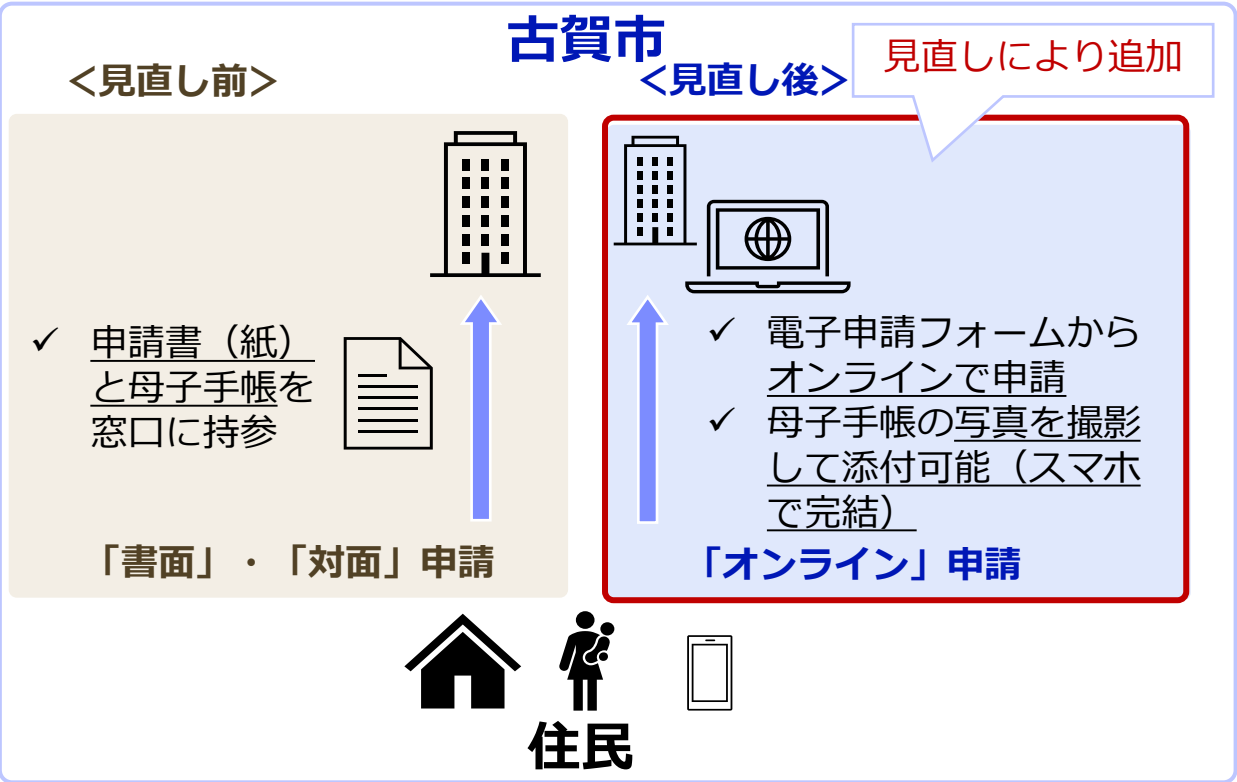 古賀市
<見直し前>
✓ 申請書（紙）
と母子手帳を
窓口に持参
「書面」・「対面」申請
<見直し後>
見直しにより追加
✓ 電子申請フォームから
オンラインで申請
✓ 母子手帳の写真を撮影
して添付可能（スマホ
で完結）
「オンライン」申請
住民